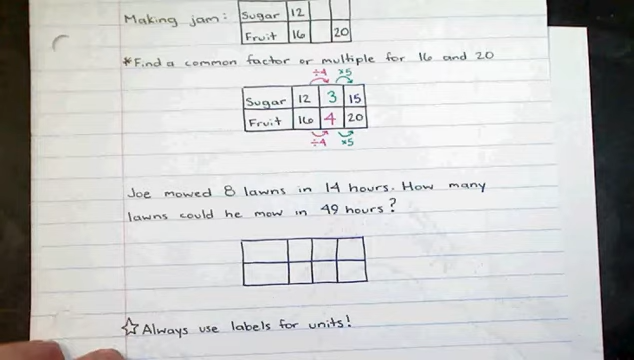 Making jam: Sugar 12
Fruit 16 20
*Find a common factor or multiple for 16 and 20
÷4 ×5
Sugar 12 3 15
Fruit 16 4 20
÷4 ×5
Joe mowed 8 lawns in 14 hours. How many
lawns could he mow in 49 hours?
☆Always use labels for units!